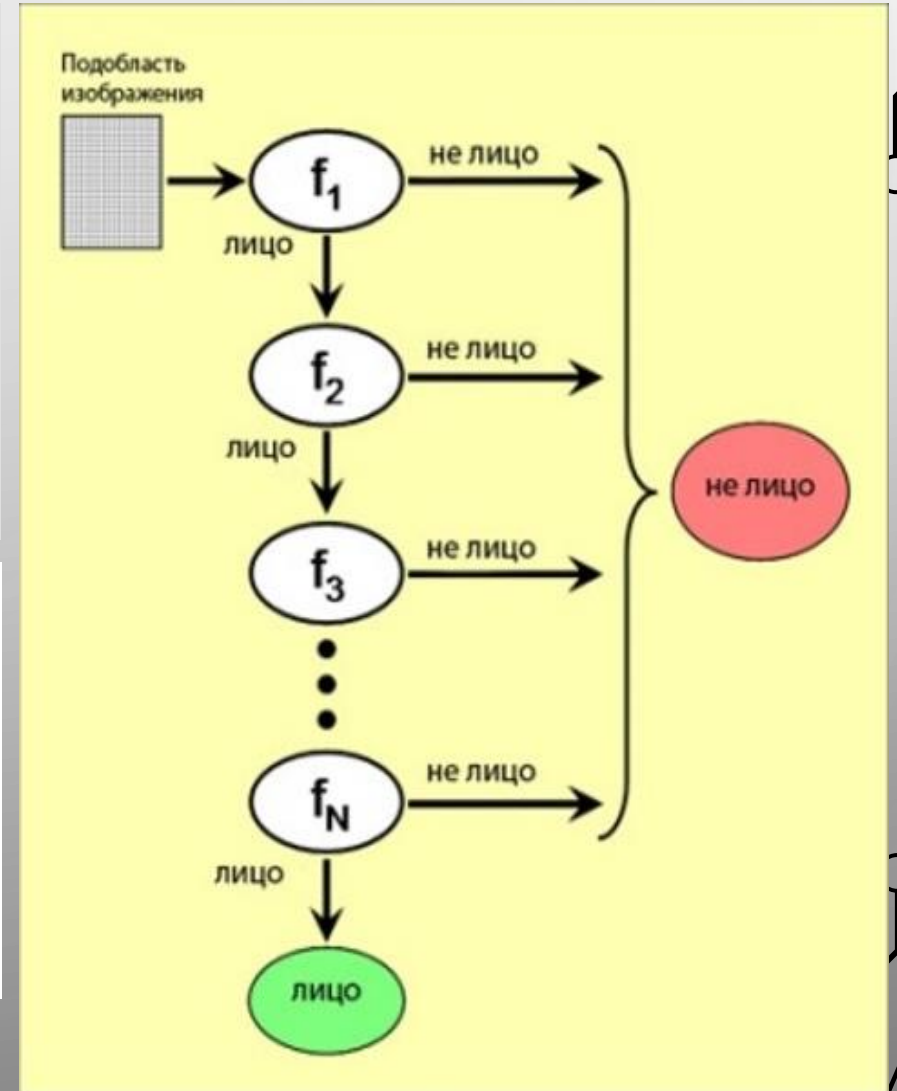 Подобласть
изображения
f1
не лицо
лицо
f2
не лицо
лицо
f3
не лицо
не лицо
fN
не лицо
лицо
лицо